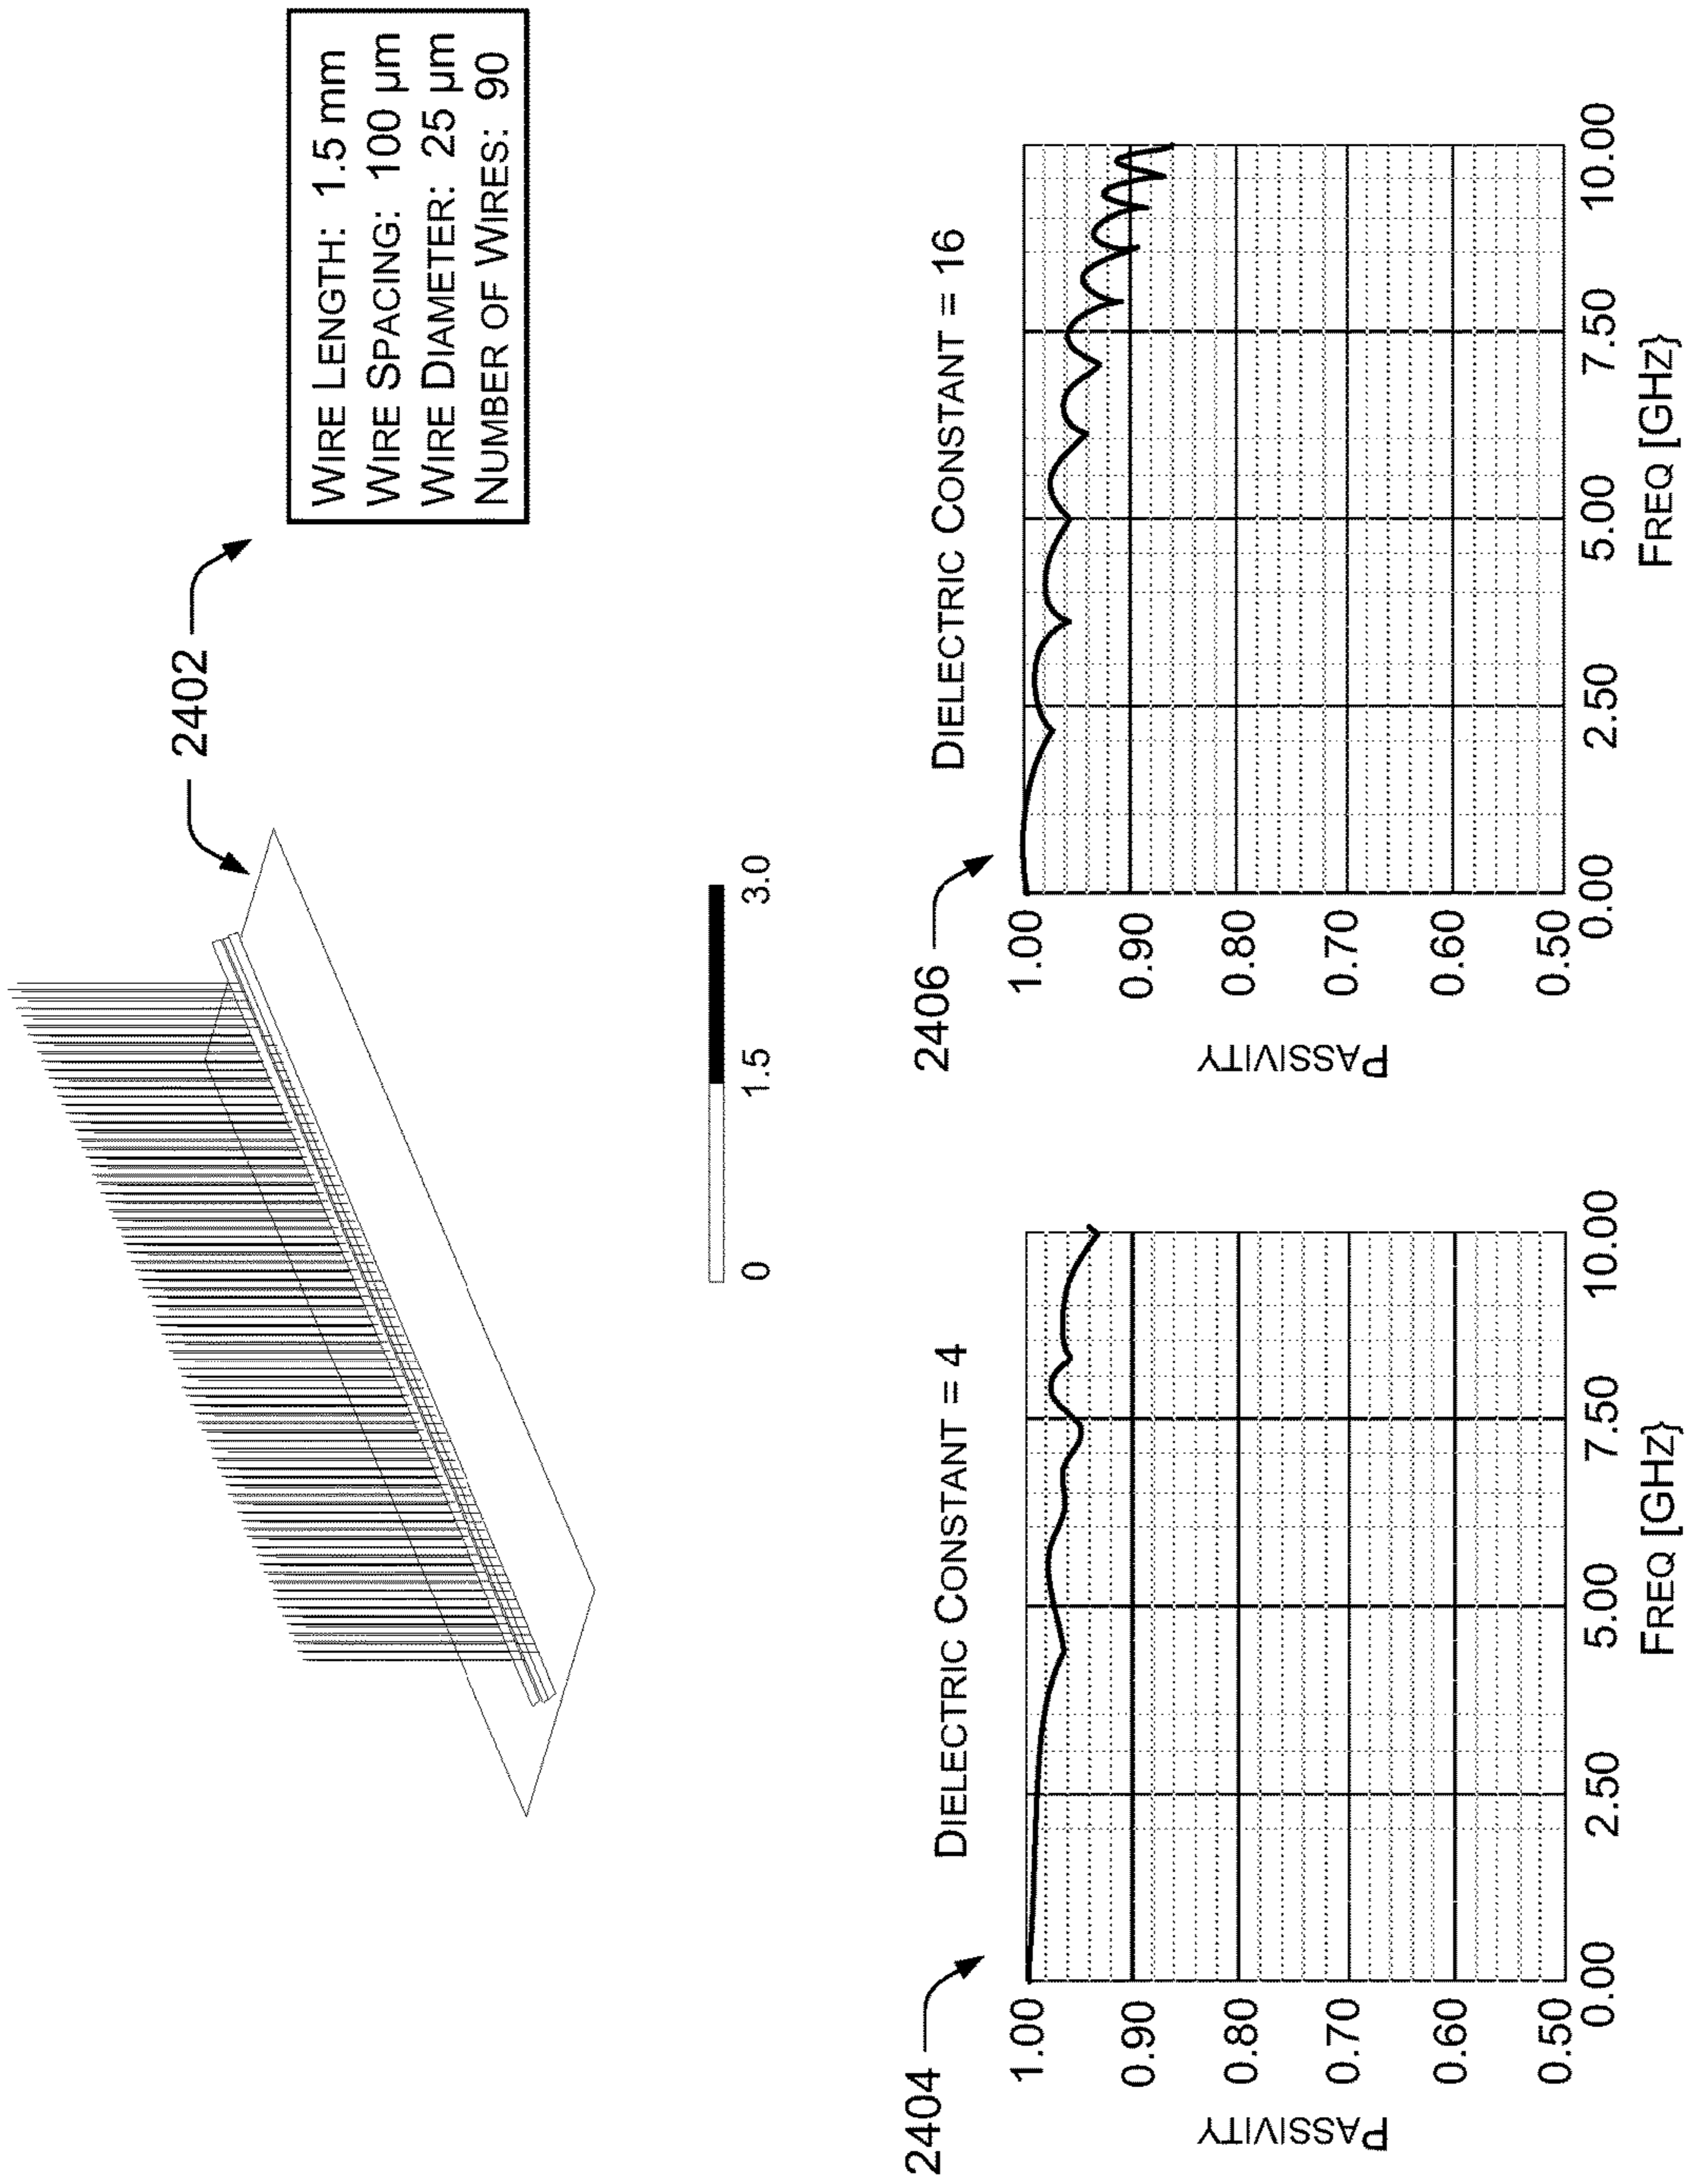 2402
WIRE LENGTH: 1.5 mm
WIRE SPACING: 100 µm
WIRE DIAMETER: 25 µm
NUMBER OF WIRES: 90
0 1.5 3.0
2404
DIELECTRIC CONSTANT = 4
PASSIVITY
1.00
0.90
0.80
0.70
0.60
0.50
0.00 2.50 5.00 7.50 10.00
FREQ [GHZ}
2406
DIELECTRIC CONSTANT = 16
PASSIVITY
1.00
0.90
0.80
0.70
0.60
0.50
0.00 2.50 5.00 7.50 10.00
FREQ [GHZ}